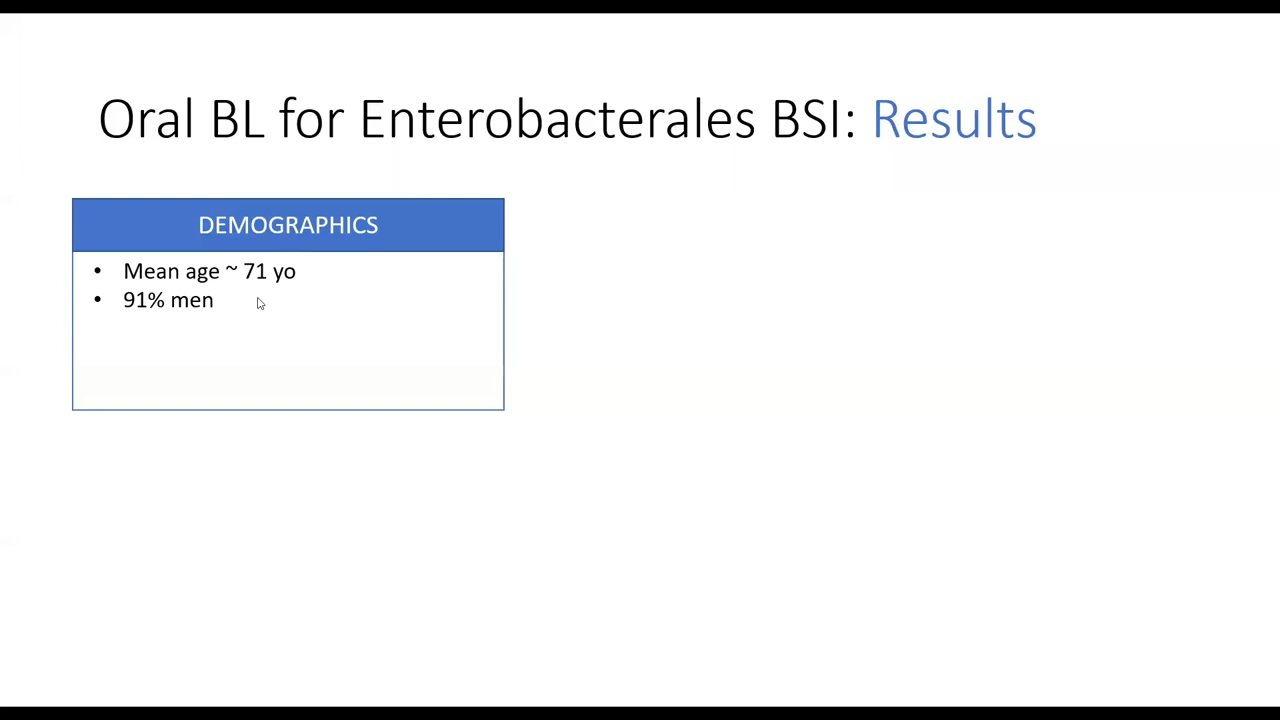 Oral BL for Enterobacterales BSI: Results
DEMOGRAPHICS
• Mean age ~ 71 yo
• 91% men